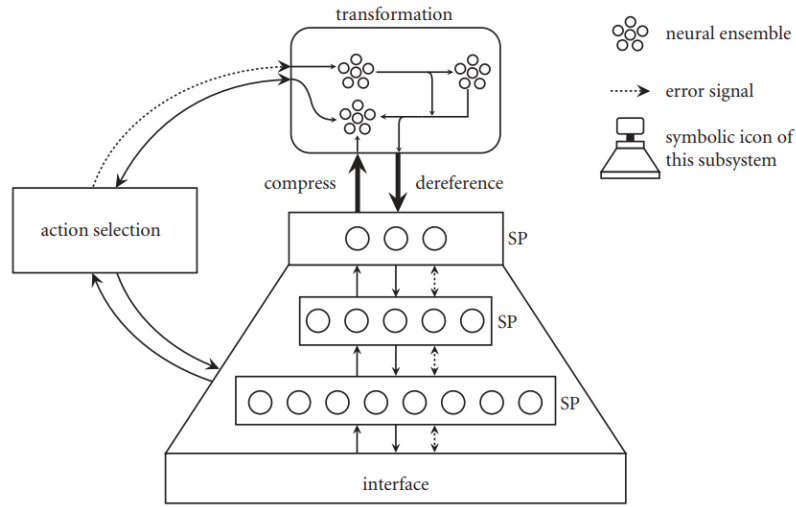 transformation
neural ensemble
error signal
symbolic icon of
this subsystem
compress
dereference
action selection
SP
SP
SP
interface